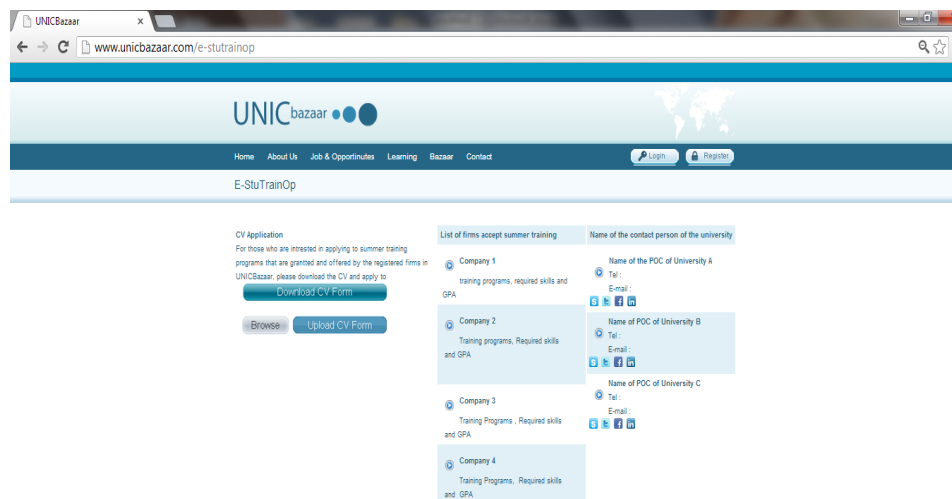 UNICBazaar
www.unicbazaar.com/e-stutrainop
UNICbazaar
Home About Us Job & Opportinutes Learning Bazaar Contact
Login Register
E-StuTrainOp
CV Application
For those who are intrested in applying to summer training
programs that are grantted and offered by the registered firms in
UNICBazaar, please download the CV and apply to
Download CV Form
Browse Upload CV Form
List of firms accept summer training
Company 1
training programs, required skills and
GPA
Company 2
Training programs, Required skills
and GPA
Company 3
Training Programs , Required skills
and GPA
Company 4
Training Programs, Required skills
and GPA
Name of the contact person of the university
Name of the POC of University A
Tel :
E-mail :
Name of POC of University B
Tel :
E-mail :
Name of POC of University C
Tel :
E-mail :